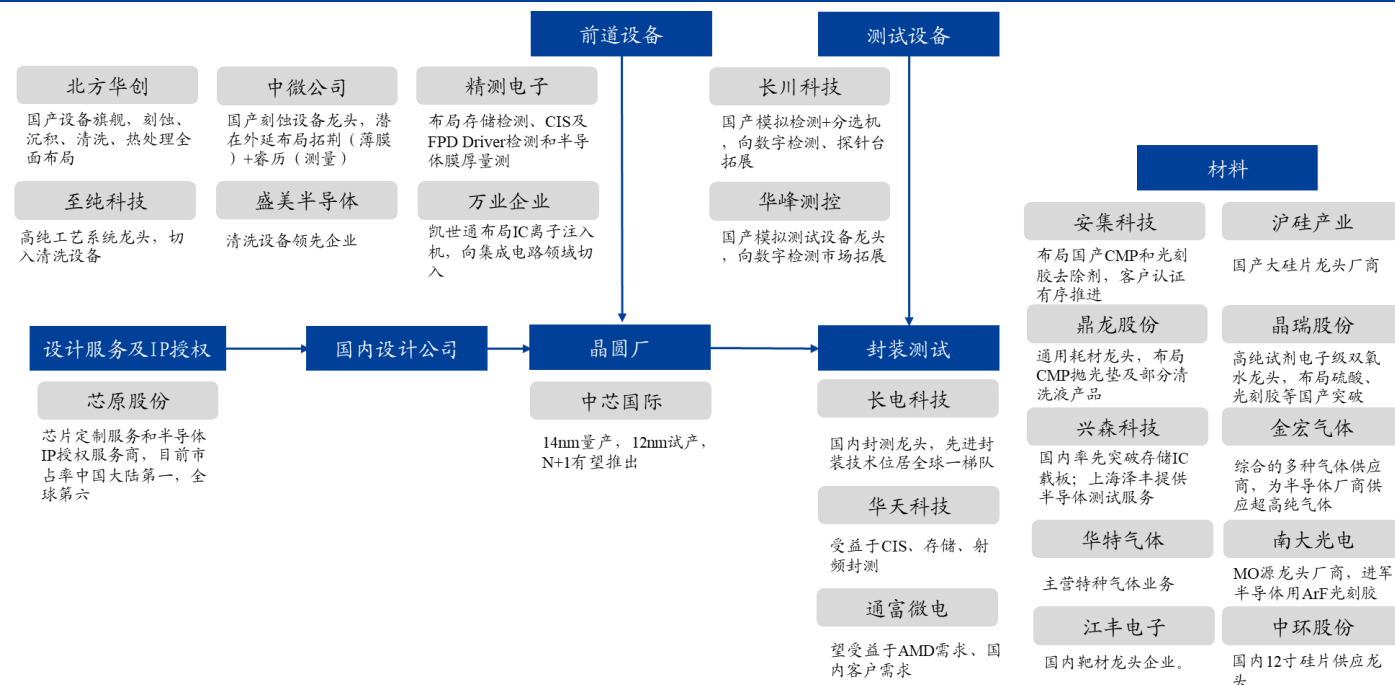 前道设备
测试设备
北方华创
国产设备旗舰，刻蚀、
沉积、清洗、热处理全
面布局
中微公司
国产刻蚀设备龙头，潜
在外延布局拓荆（薄膜
）+睿历（测量）
精测电子
布局存储检测、CIS及
FPD Driver检测和半导
体膜厚量测
长川科技
国产模拟检测+分选机
，向数字检测、探针台
拓展
至纯科技
高纯工艺系统龙头，切
入清洗设备
盛美半导体
清洗设备领先企业
万业企业
凯世通布局IC离子注入
机，向集成电路领域切
入
华峰测控
国产模拟测试设备龙头
，向数字检测市场拓展
设计服务及IP授权
国内设计公司
晶圆厂
封装测试
芯原股份
芯片定制服务和半导体
IP授权服务商，目前市
占率中国大陆第一，全
球第六
中芯国际
14nm量产，12nm试产，
N+1有望推出
长电科技
国内封测龙头，先进封
装技术位居全球一梯队
华天科技
受益于CIS、存储、射
频封测
通富微电
望受益于AMD需求、国
内客户需求
材料
安集科技
布局国产CMP和光刻
胶去除剂，客户认证
有序推进
沪硅产业
国产大硅片龙头厂商
鼎龙股份
通用耗材龙头，布局
CMP抛光垫及部分清
洗液产品
晶瑞股份
高纯试剂电子级双氧
水龙头，布局硫酸、
光刻胶等国产突破
兴森科技
国内率先突破存储IC
载板；上海泽丰提供
半导体测试服务
金宏气体
综合的多种气体供应
商，为半导体厂商供
应超高纯气体
华特气体
主营特种气体业务
南大光电
MO源龙头厂商，进军
半导体用ArF光刻胶
江丰电子
国内靶材龙头企业。
中环股份
国内12寸硅片供应龙
头